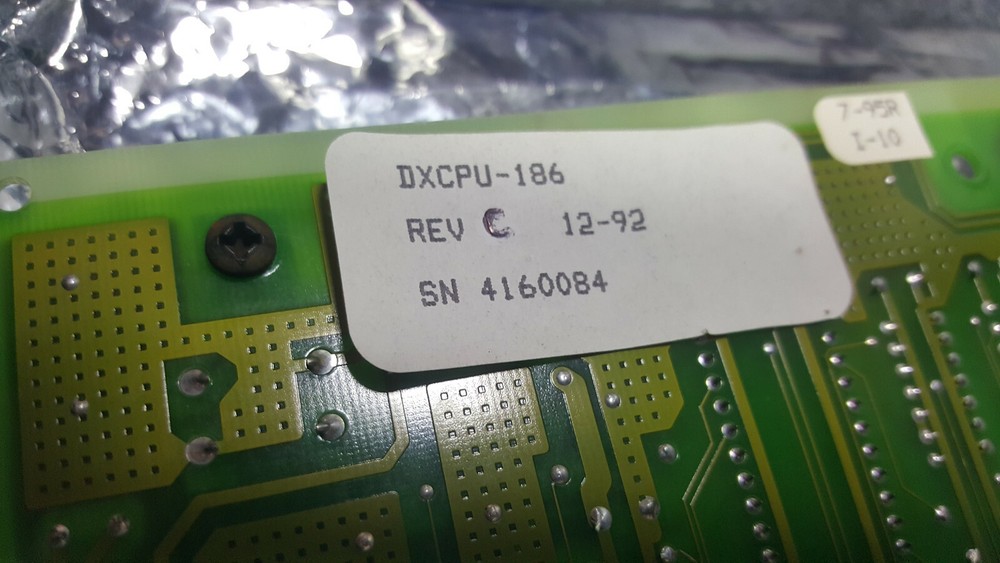 DXCPU-186
REV C 12-92
SN 4160084
7-95R
I-10